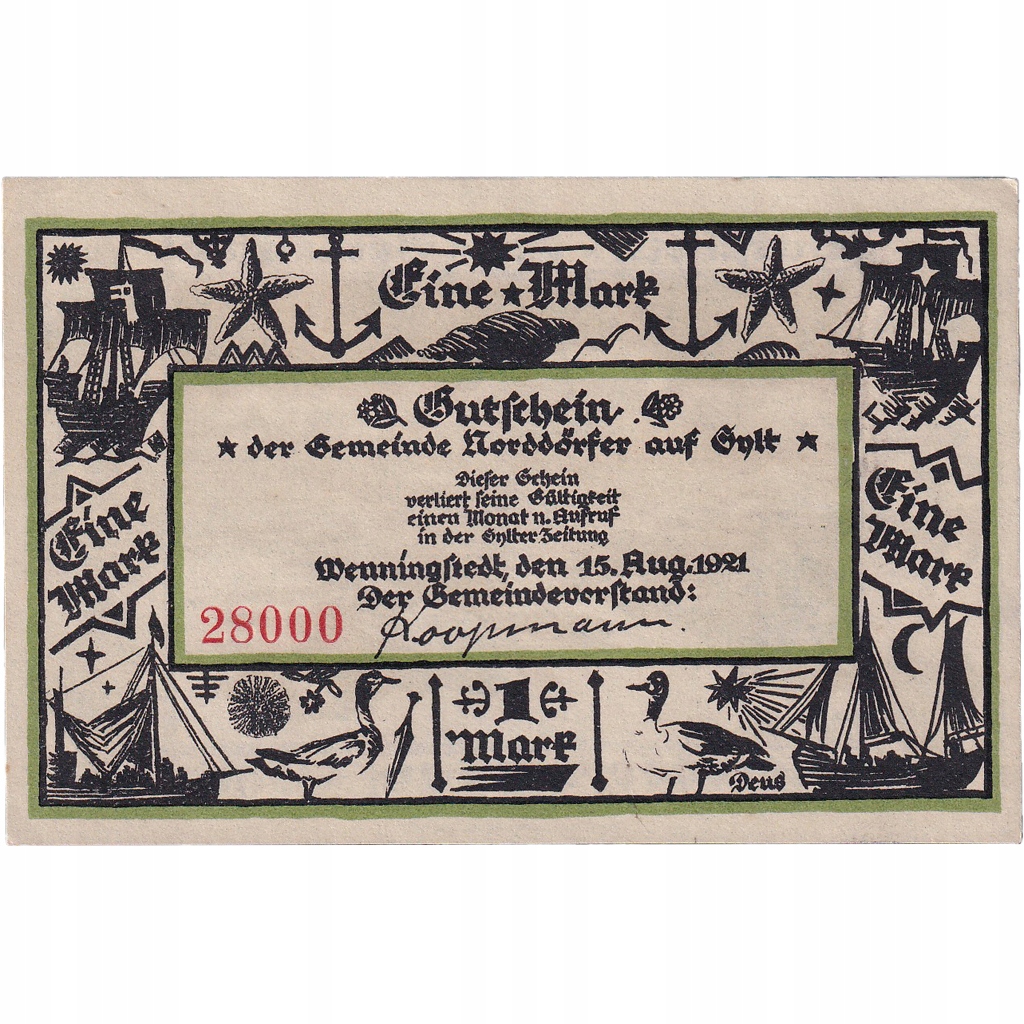 Eine ★ Mark
Gutschein
★ der Gemeinde Norddörfer auf Sylt ★
Dieser Schein
verliert seine Gültigkeit
einen Monat n. Aufruf
in der Sylter Zeitung
Wenningstedt, den 15. Aug. 1921
Der Gemeindevorstand:
28000
Koopmann.
Eine
Mark
Eine
Mark
1
Mark
Deus